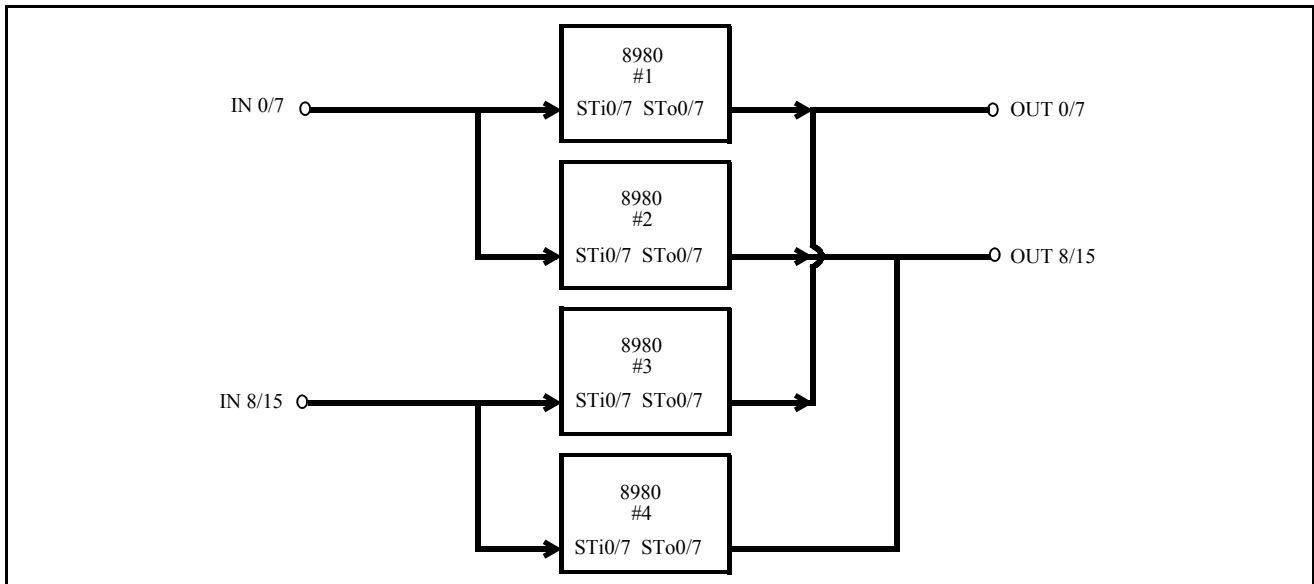 8980
#1
IN 0/7
STi0/7 STo0/7
OUT 0/7
8980
#2
STi0/7 STo0/7
OUT 8/15
8980
#3
IN 8/15
STi0/7 STo0/7
8980
#4
STi0/7 STo0/7